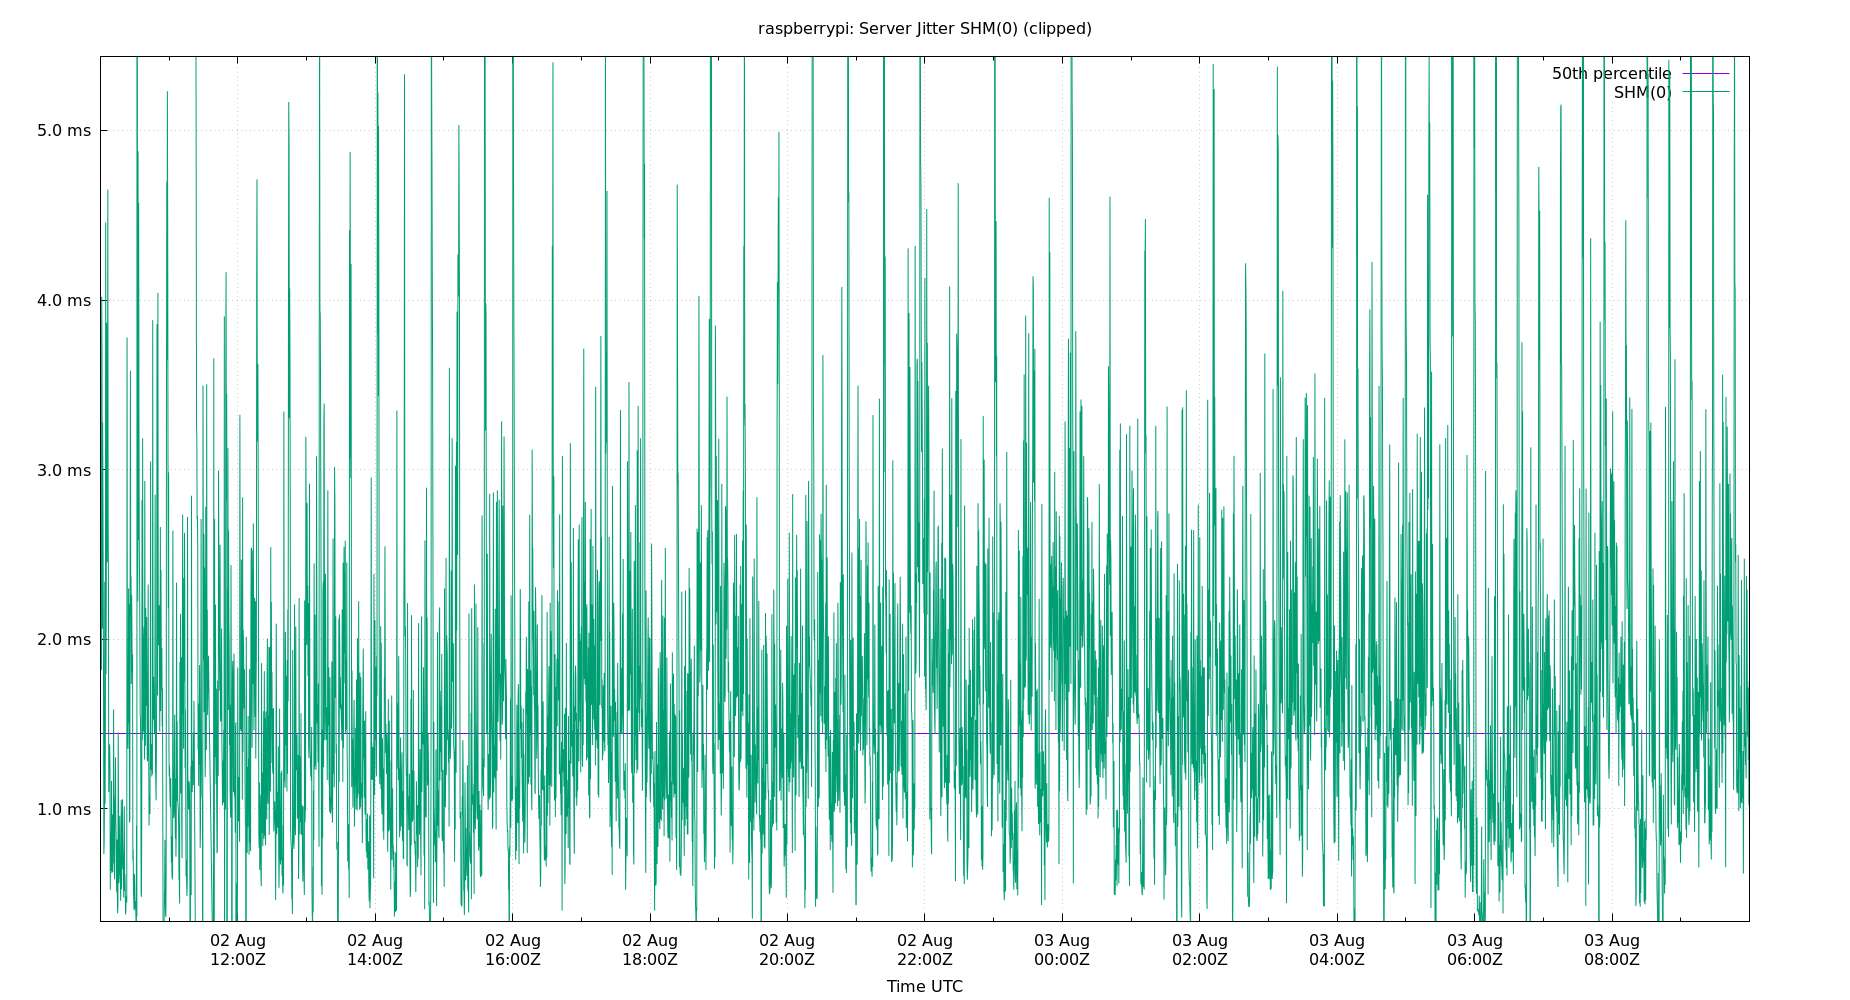 raspberrypi: Server Jitter SHM(0) (clipped)
50th percentile
SHM(0)
5.0 ms
4.0 ms
3.0 ms
2.0 ms
1.0 ms
02 Aug 02 Aug 02 Aug 02 Aug 02 Aug 02 Aug 03 Aug 03 Aug 03 Aug 03 Aug 03 Aug
12:00Z 14:00Z 16:00Z 18:00Z 20:00Z 22:00Z 00:00Z 02:00Z 04:00Z 06:00Z 08:00Z
Time UTC